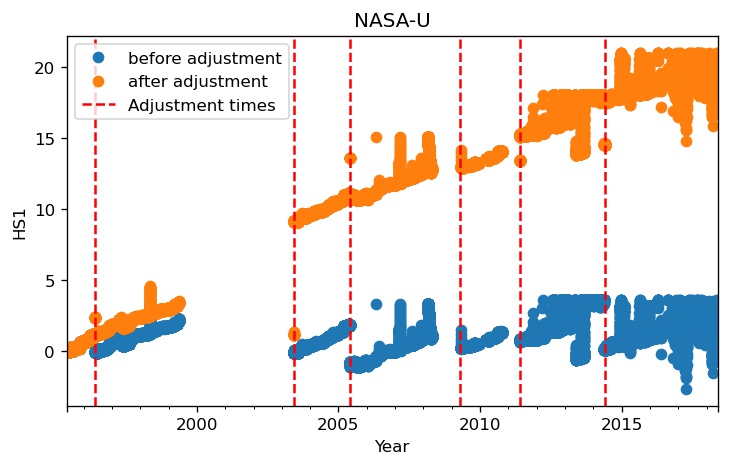 NASA-U
before adjustment
after adjustment
Adjustment times
20
15
10
5
0
HS1
2000
2005
2010
2015
Year